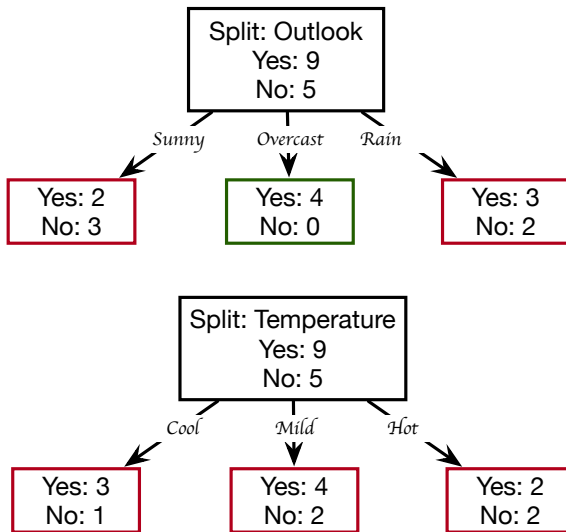 Split: Outlook
Yes: 9
No: 5
Sunny
Overcast
Rain
Yes: 2
No: 3
Yes: 4
No: 0
Yes: 3
No: 2
Split: Temperature
Yes: 9
No: 5
Cool
Mild
Hot
Yes: 3
No: 1
Yes: 4
No: 2
Yes: 2
No: 2